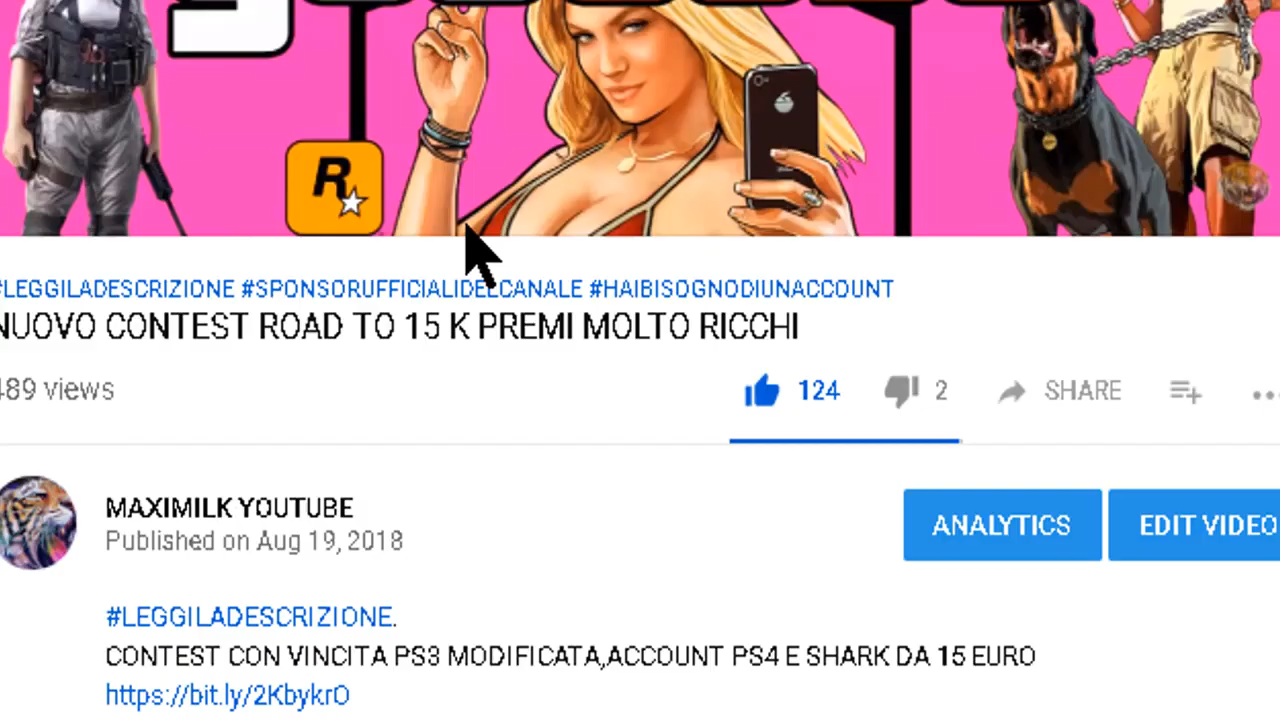 R
#LEGGILADESCRIZIONE #SPONSORUFFICIALIDELCANALE #HAIBISOGNODIUNACCOUNT
NUOVO CONTEST ROAD TO 15 K PREMI MOLTO RICCHI
489 views 124 2 SHARE
MAXIMILK YOUTUBE
Published on Aug 19, 2018
ANALYTICS EDIT VIDEO
#LEGGILADESCRIZIONE.
CONTEST CON VINCITA PS3 MODIFICATA,ACCOUNT PS4 E SHARK DA 15 EURO
https://bit.ly/2KbykrO